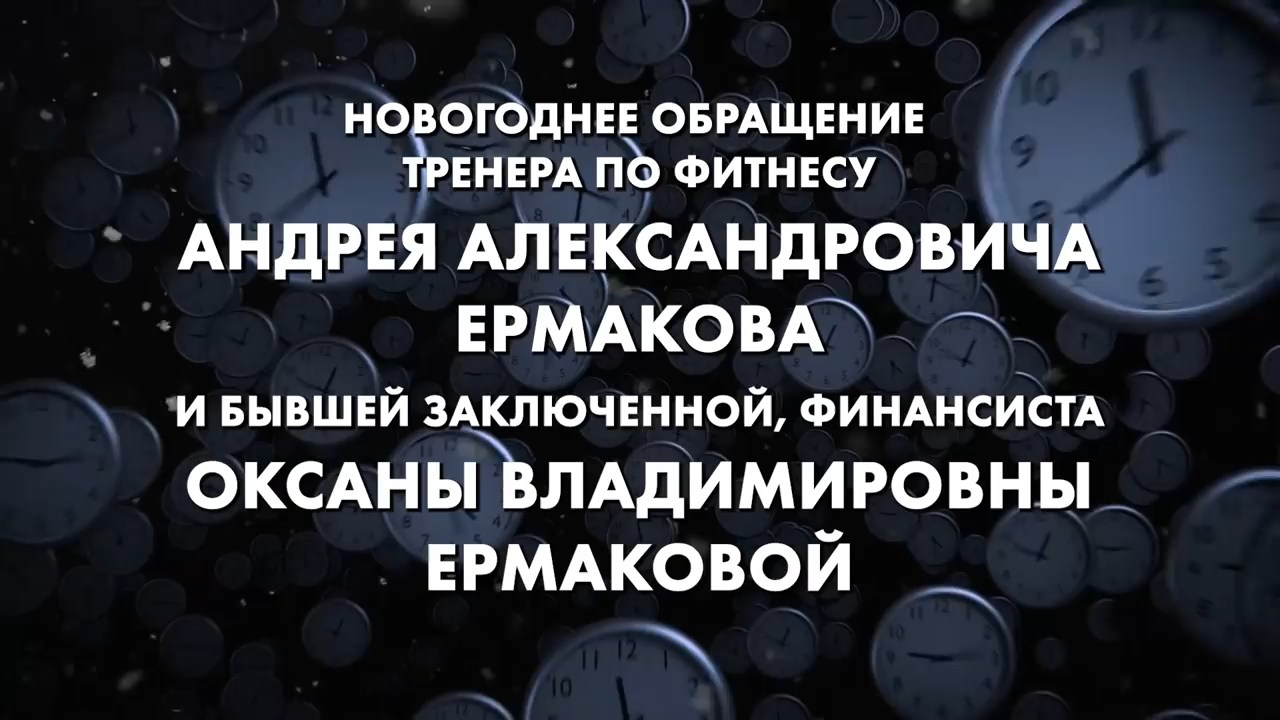 НОВОГОДНЕЕ ОБРАЩЕНИЕ
ТРЕНЕРА ПО ФИТНЕСУ
АНДРЕЯ АЛЕКСАНДРОВИЧА
ЕРМАКОВА
И БЫВШЕЙ ЗАКЛЮЧЕННОЙ, ФИНАНСИСТА
ОКСАНЫ ВЛАДИМИРОВНЫ
ЕРМАКОВОЙ